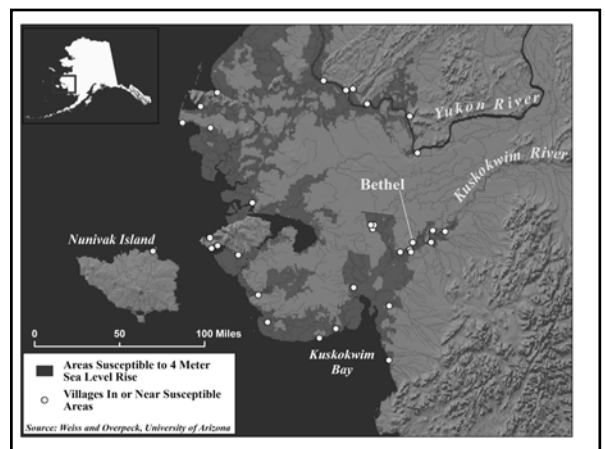 Yukon River
Kuskokwim River
Bethel
Nunivak Island
0 50 100 Miles
Kuskokwim
Bay
Areas Susceptible to 4 Meter
Sea Level Rise
Villages In or Near Susceptible
Areas
Source: Weiss and Overpeck, University of Arizona